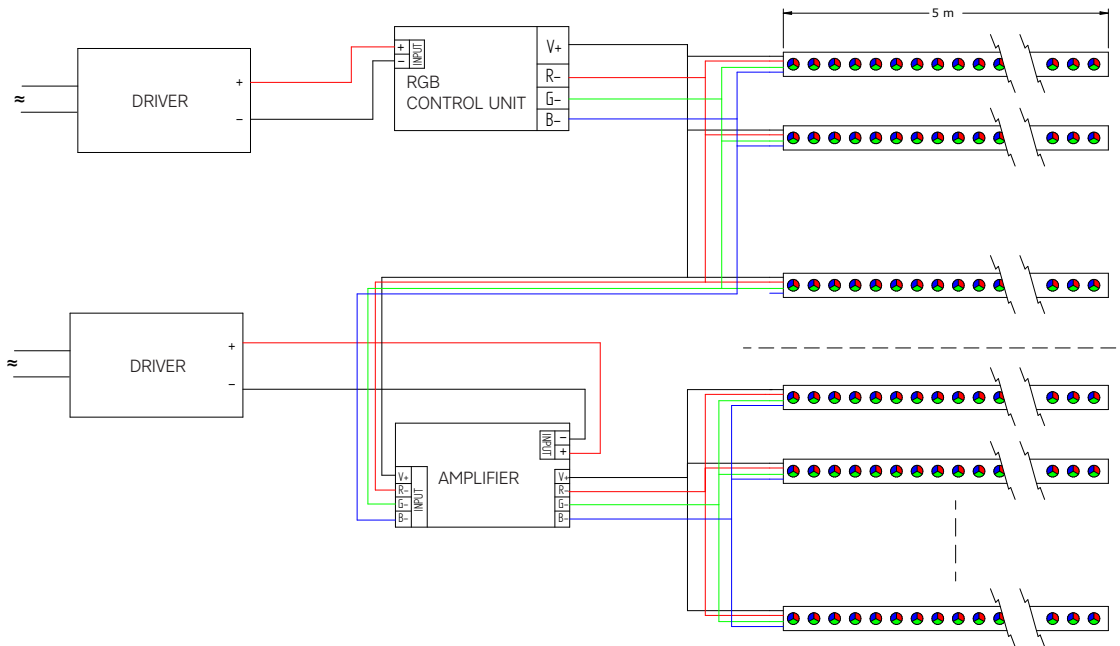 5 m
DRIVER
+
−
≈
+
−
INPUT
RGB
CONTROL UNIT
V+
R−
G−
B−
DRIVER
+
−
≈
AMPLIFIER
INPUT
−
+
V+
R−
G−
B−
INPUT
V+
R−
G−
B−